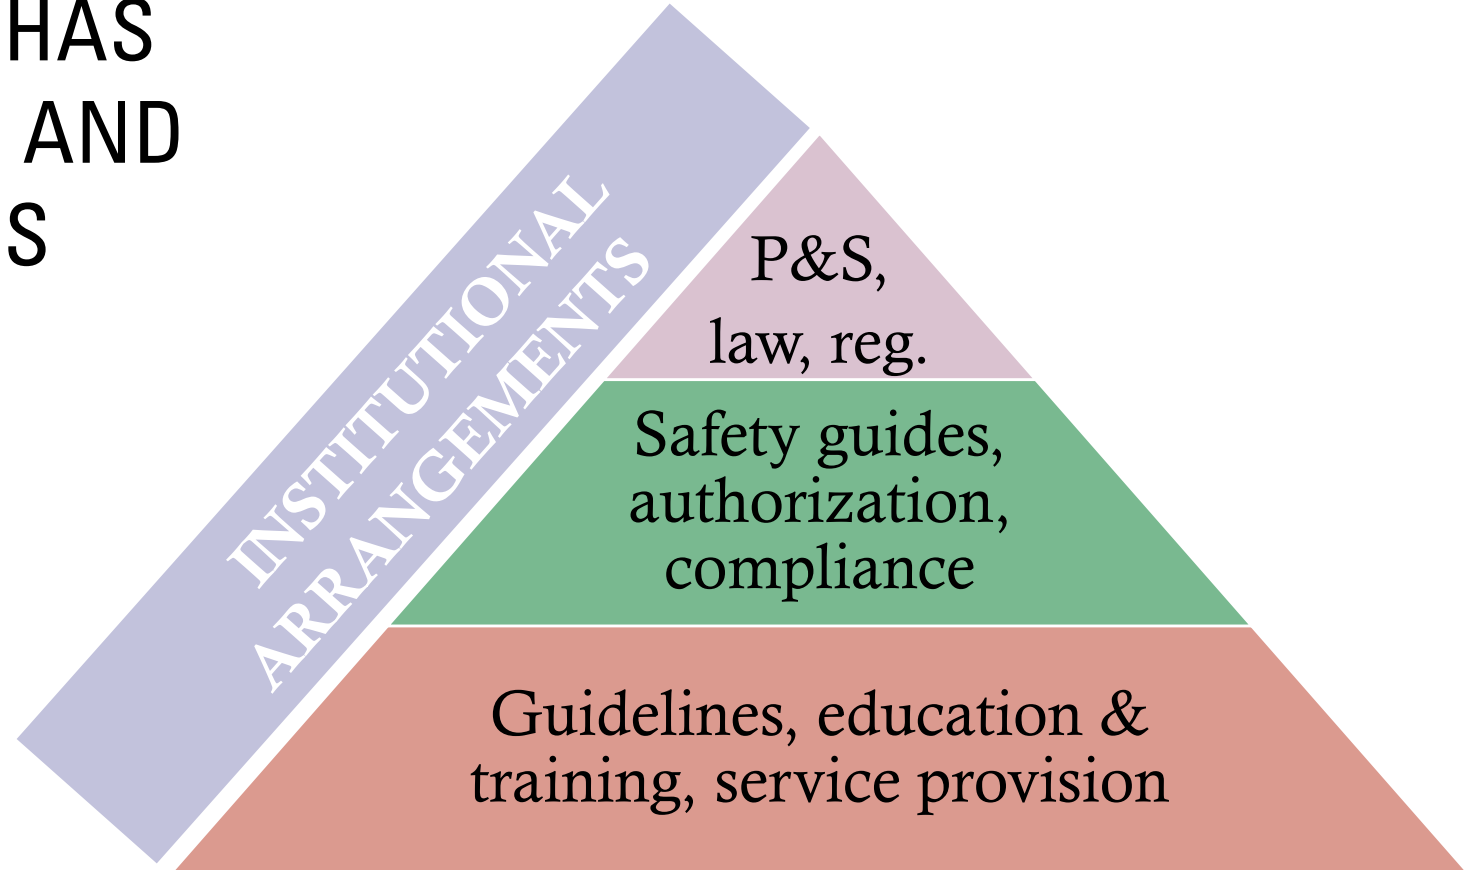 HAS
AND
S
INSTITUTIONAL
ARRANGEMENTS
P&S,
law, reg.
Safety guides,
authorization,
compliance
Guidelines, education &
training, service provision